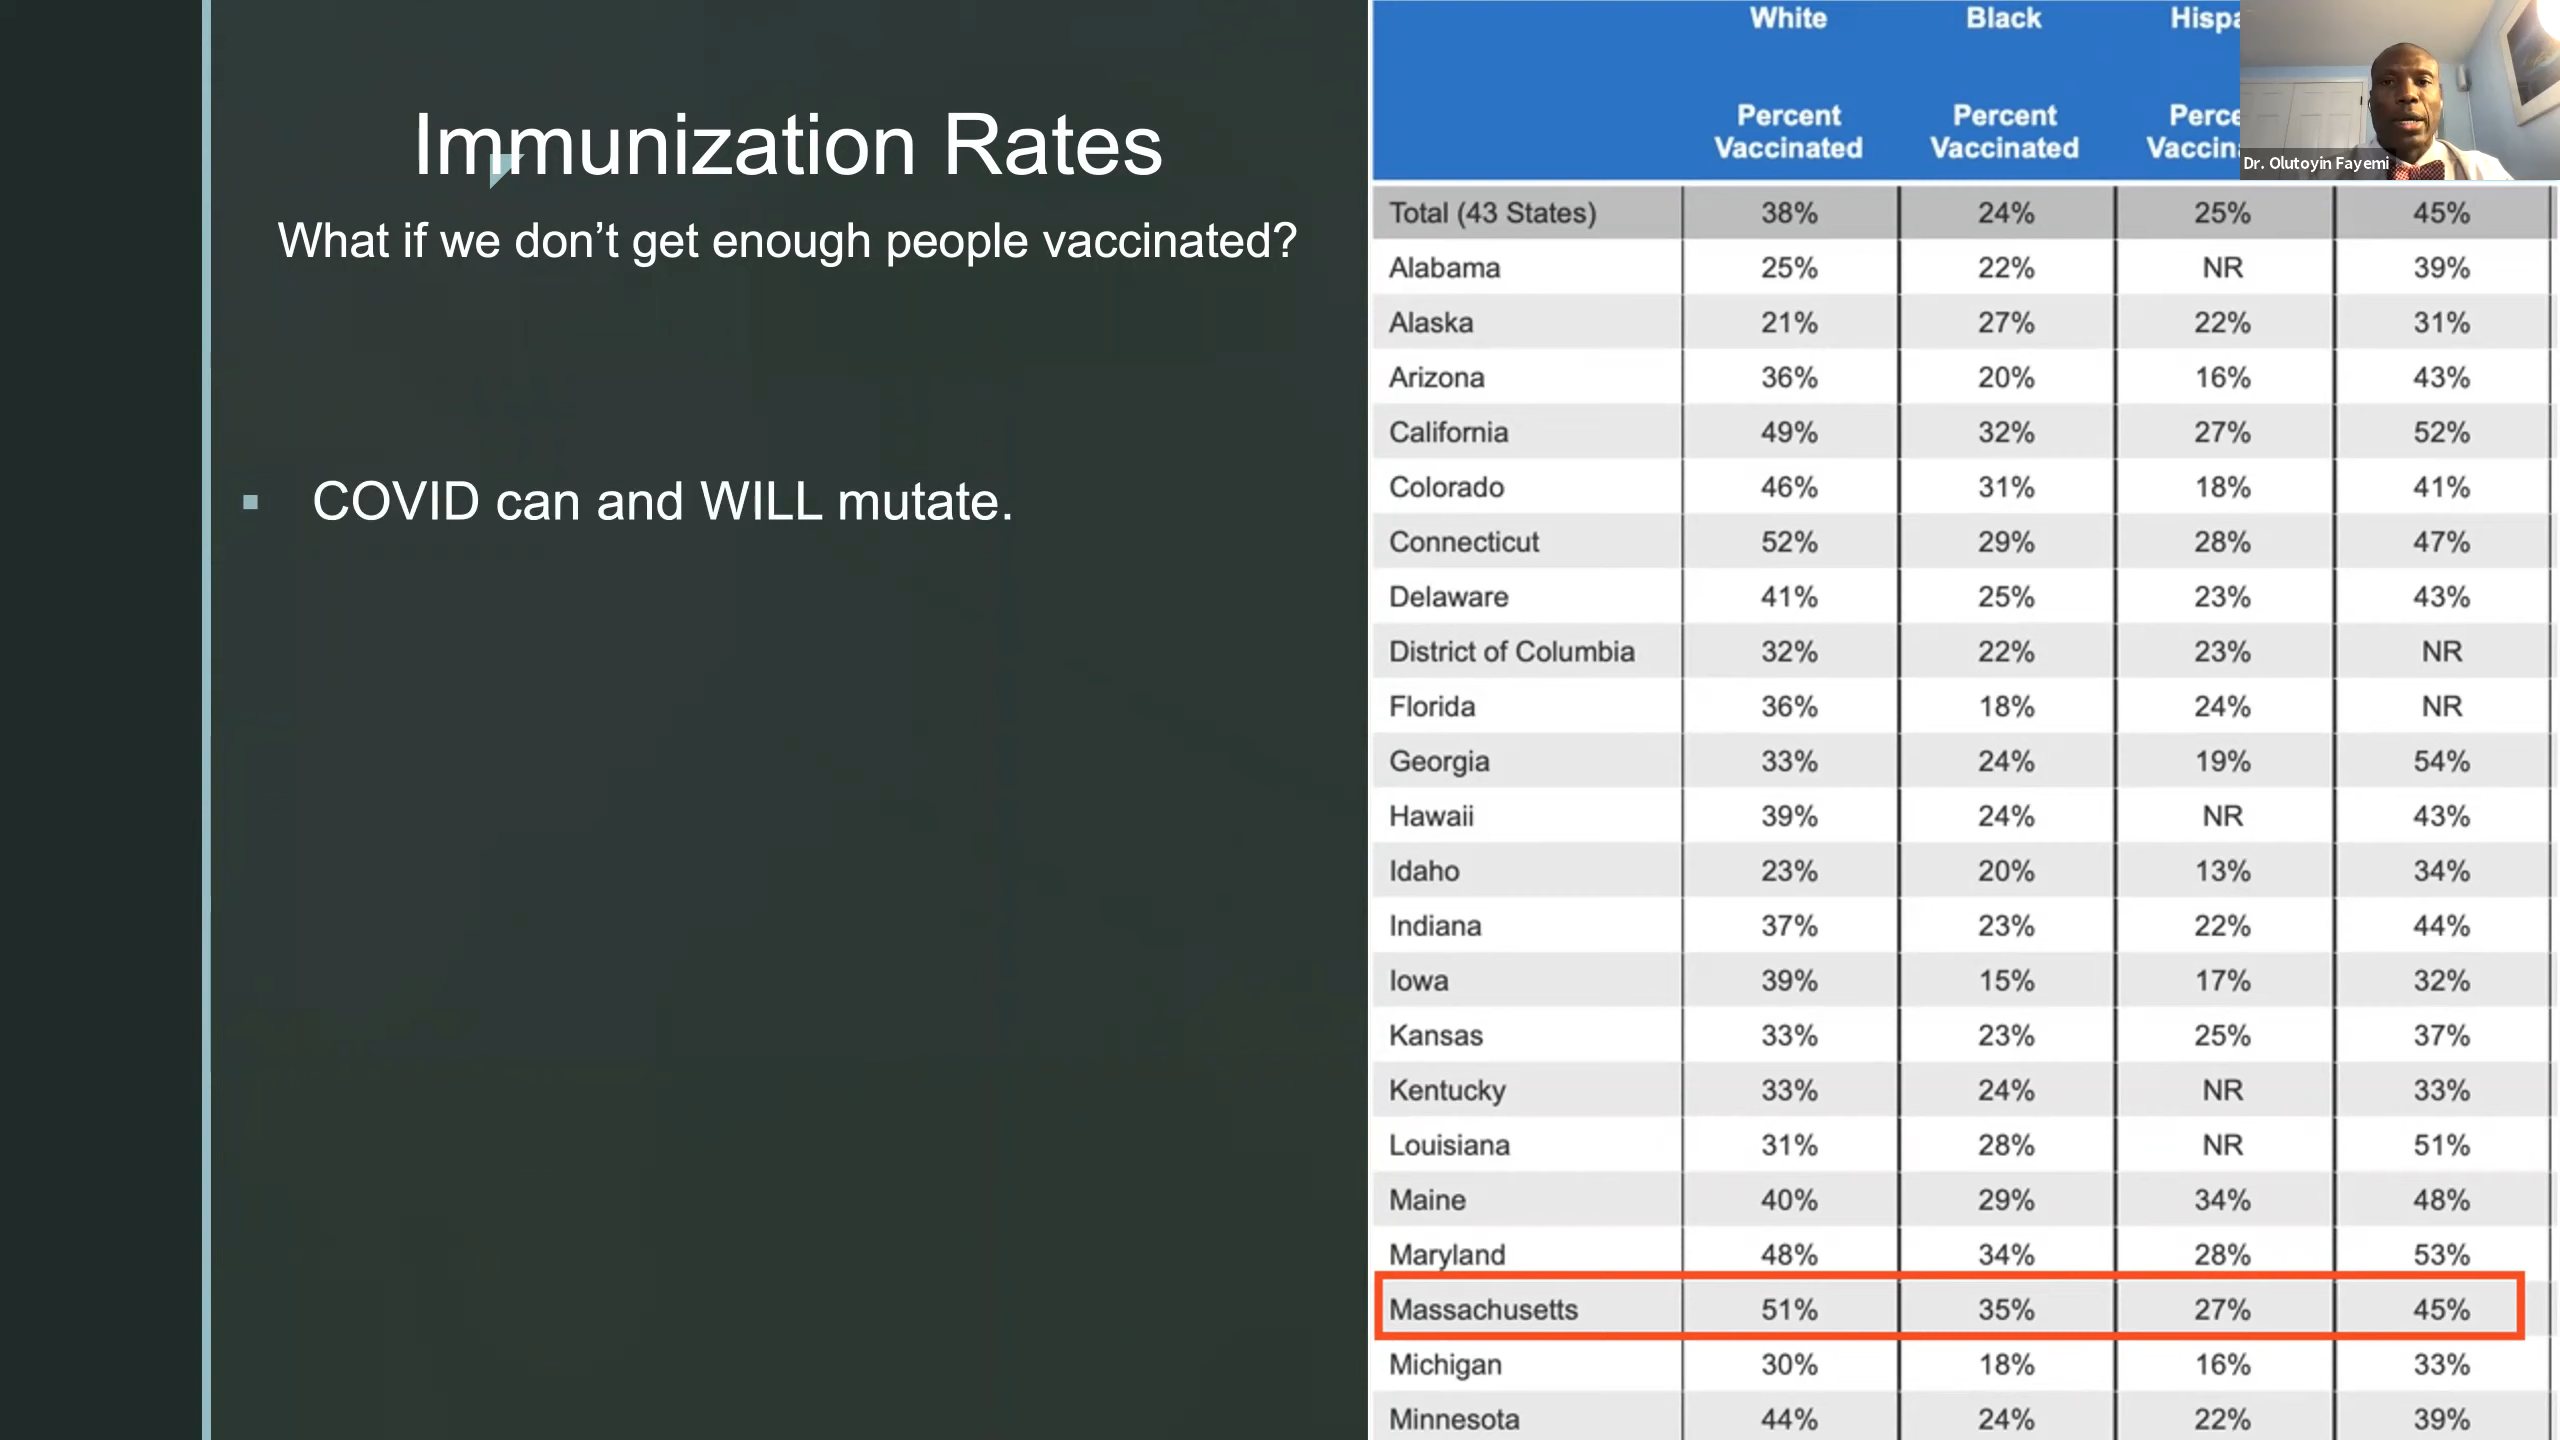 Immunization Rates
What if we don’t get enough people vaccinated?
▪ COVID can and WILL mutate.
White Black Hispa
Percent Vaccinated Percent Vaccinated Perce Vaccin
Dr. Olutoyin Fayemi
Total (43 States) 38% 24% 25% 45%
Alabama 25% 22% NR 39%
Alaska 21% 27% 22% 31%
Arizona 36% 20% 16% 43%
California 49% 32% 27% 52%
Colorado 46% 31% 18% 41%
Connecticut 52% 29% 28% 47%
Delaware 41% 25% 23% 43%
District of Columbia 32% 22% 23% NR
Florida 36% 18% 24% NR
Georgia 33% 24% 19% 54%
Hawaii 39% 24% NR 43%
Idaho 23% 20% 13% 34%
Indiana 37% 23% 22% 44%
Iowa 39% 15% 17% 32%
Kansas 33% 23% 25% 37%
Kentucky 33% 24% NR 33%
Louisiana 31% 28% NR 51%
Maine 40% 29% 34% 48%
Maryland 48% 34% 28% 53%
Massachusetts 51% 35% 27% 45%
Michigan 30% 18% 16% 33%
Minnesota 44% 24% 22% 39%